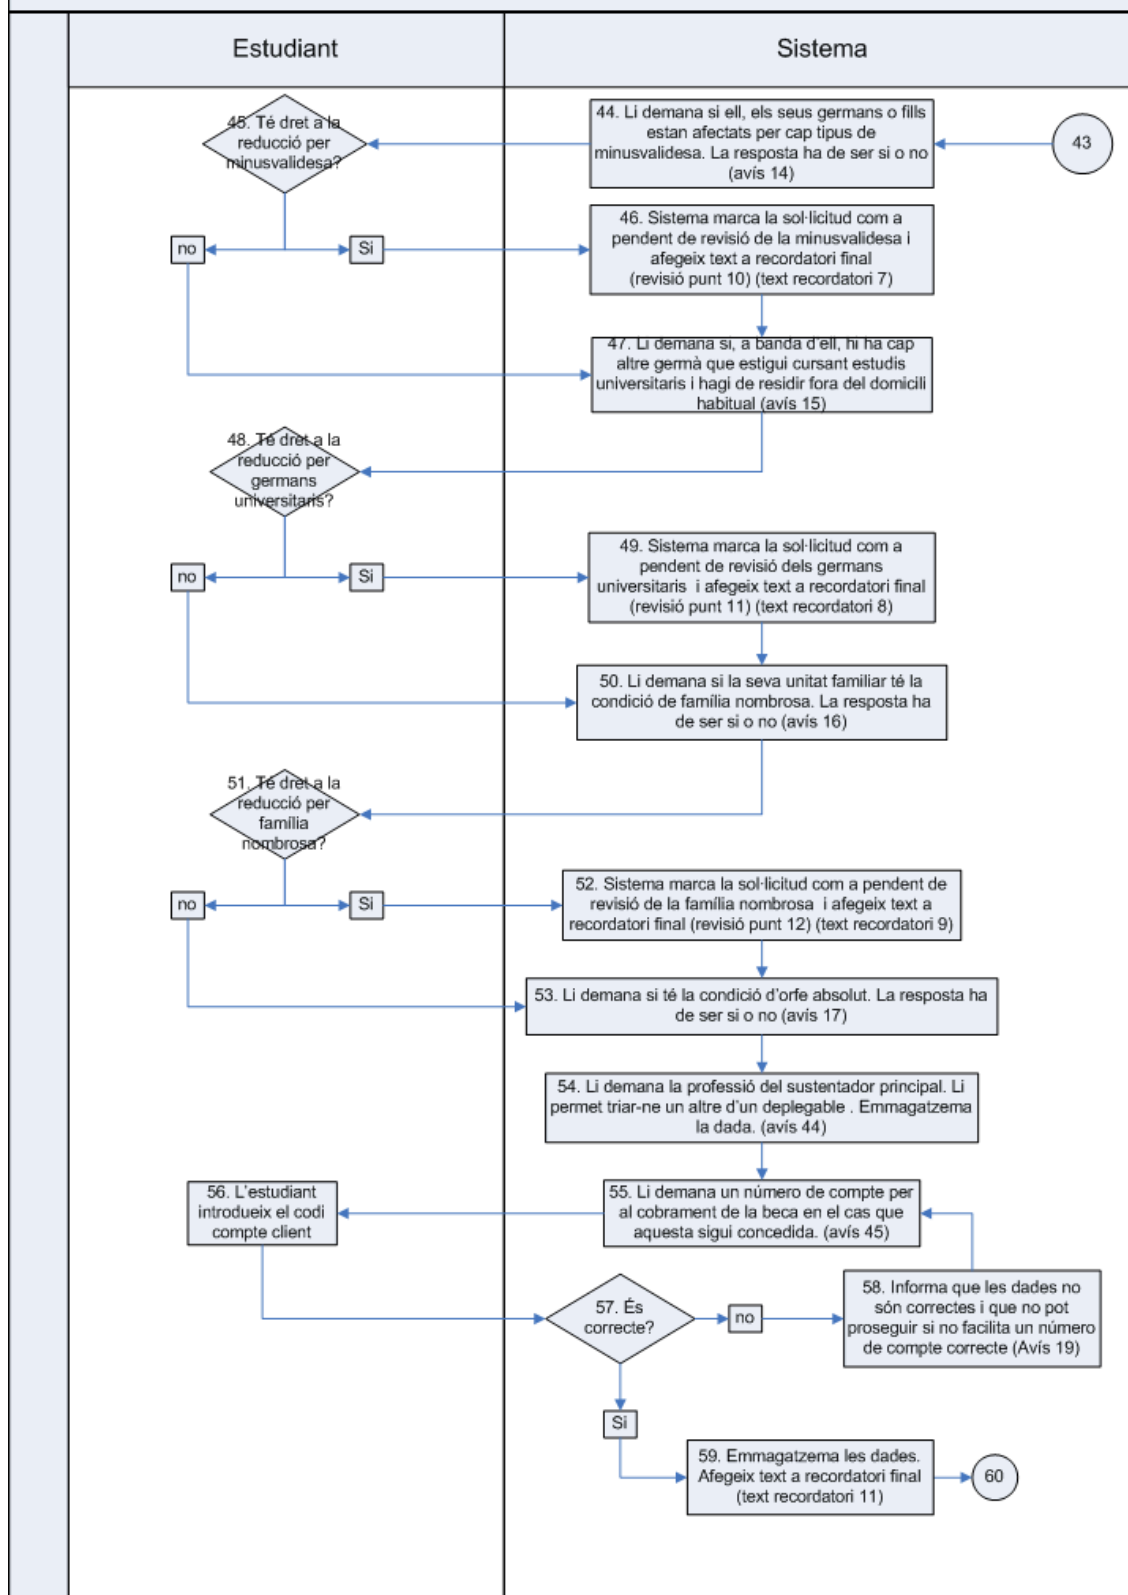 Estudiant
Sistema
45. Té dret a la
reducció per
minusvalidesa?
44. Li demana si ell, els seus germans o fills
estan afectats per cap tipus de
minusvalidesa. La resposta ha de ser si o no
(avís 14)
43
no
Si
46. Sistema marca la sol·licitud com a
pendent de revisió de la minusvalidesa i
afegeix text a recordatori final
(revisió punt 10) (text recordatori 7)
47. Li demana si, a banda d'ell, hi ha cap
altre germà que estigui cursant estudis
universitaris i hagi de residir fora del domicili
habitual (avís 15)
48. Té dret a la
reducció per
germans
universitaris?
no
Si
49. Sistema marca la sol·licitud com a
pendent de revisió dels germans
universitaris i afegeix text a recordatori final
(revisió punt 11) (text recordatori 8)
50. Li demana si la seva unitat familiar té la
condició de família nombrosa. La resposta ha
de ser si o no (avís 16)
51. Té dret a la
reducció per
família
nombrosa?
no
Si
52. Sistema marca la sol·licitud com a pendent de
revisió de la família nombrosa i afegeix text a
recordatori final (revisió punt 12) (text recordatori 9)
53. Li demana si té la condició d'orfe absolut. La resposta ha
de ser si o no (avís 17)
54. Li demana la professió del sustentador principal. Li
permet triar-ne un altre d'un deplegable . Emmagatzema
la dada. (avís 44)
56. L'estudiant
introdueix el codi
compte client
55. Li demana un número de compte per
al cobrament de la beca en el cas que
aquesta sigui concedida. (avís 45)
57. És
correcte?
no
58. Informa que les dades no
són correctes i que no pot
proseguir si no facilita un número
de compte correcte (Avís 19)
Si
59. Emmagatzema les dades.
Afegeix text a recordatori final
(text recordatori 11)
60